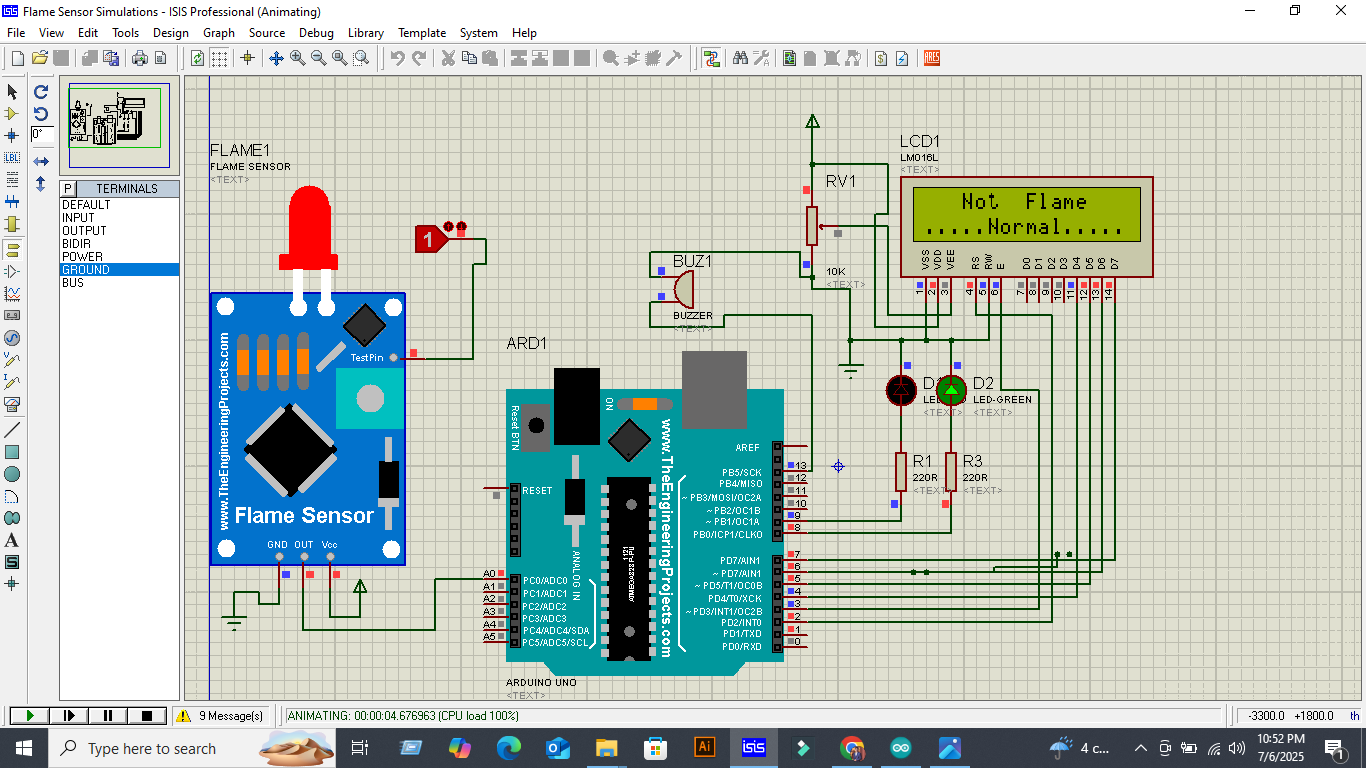 Flame Sensor Simulations - ISIS Professional (Animating)
File View Edit Tools Design Graph Source Debug Library Template System Help
ARES
0°
LBL
P TERMINALS
DEFAULT
INPUT
OUTPUT
BIDIR
POWER
GROUND
BUS
FLAME1
FLAME SENSOR
<TEXT>
1
www.TheEngineeringProjects.com
TestPin
Flame Sensor
GND OUT Vcc
BUZ1
BUZZER
<TEXT>
RV1
10K
<TEXT>
LCD1
LM016L
<TEXT>
Not Flame
.....Normal.....
VSS VDD VEE RS RW E D0 D1 D2 D3 D4 D5 D6 D7
1 2 3 4 5 6 7 8 9 10 11 12 13 14
D2
LED-GREEN
<TEXT>
<TEXT>
R1
220R
<TEXT>
R3
220R
<TEXT>
ARD1
Reset BTN
ON
www.TheEngineeringProjects.com
ANALOG IN
1121
RESET
A0 PC0/ADC0
A1 PC1/ADC1
A2 PC2/ADC2
A3 PC3/ADC3
A4 PC4/ADC4/SDA
A5 PC5/ADC5/SCL
AREF
PB5/SCK 13
PB4/MISO 12
~ PB3/MOSI/OC2A 11
~ PB2/OC1B 10
~ PB1/OC1A 9
PB0/ICP1/CLKO 8
PD7/AIN1 7
~ PD7/AIN1 6
~ PD5/T1/OC0B 5
PD4/T0/XCK 4
~ PD3/INT1/OC2B 3
PD2/INT0 2
PD1/TXD 1
PD0/RXD 0
ARDUINO UNO
<TEXT>
9 Message(s) ANIMATING: 00:00:04.676963 (CPU load 100%) -3300.0 +1800.0 th
Type here to search
Ai
isis
4 c...
10:52 PM
7/6/2025
1